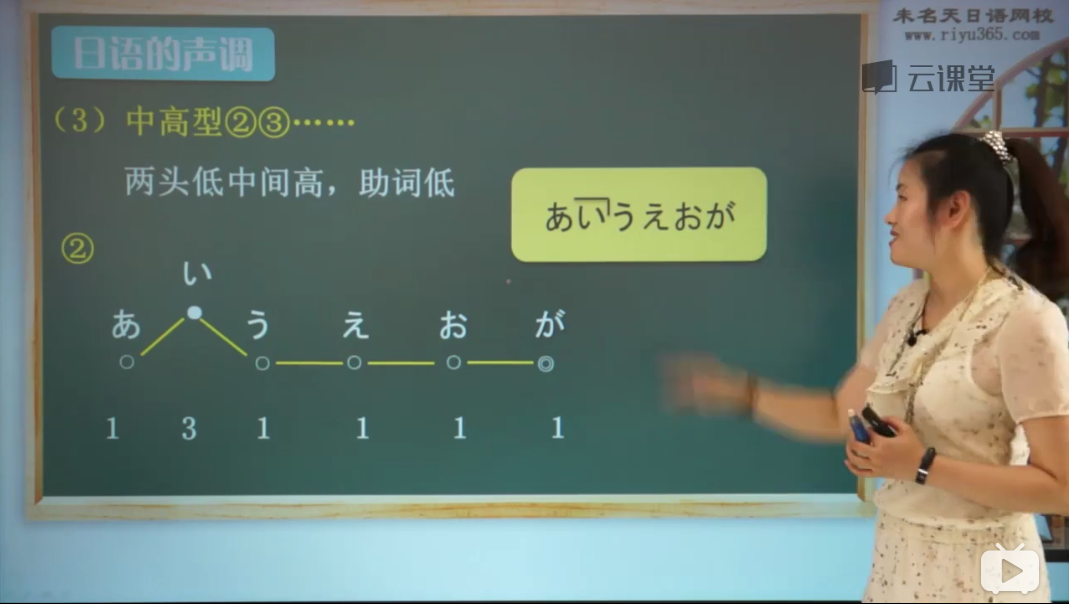 未名天日语网校
www.riyu365.com
云课堂
日语的声调
（3）中高型②③……
两头低中间高，助词低
あいうえおが
②
い
あ う え お が
1 3 1 1 1 1